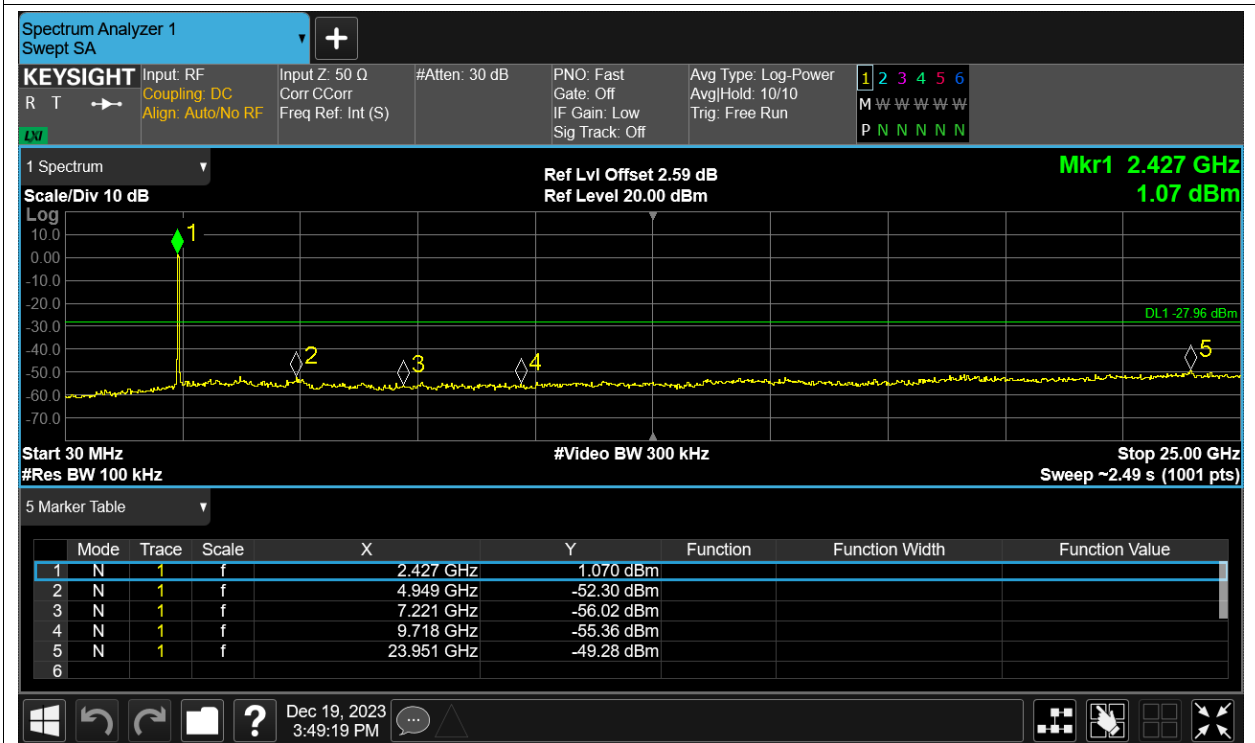 Spectrum Analyzer 1
Swept SA
KEYSIGHT
R T
LXI
Input: RF
Coupling: DC
Align: Auto/No RF
Input Z: 50 Ω
Corr CCorr
Freq Ref: Int (S)
#Atten: 30 dB
PNO: Fast
Gate: Off
IF Gain: Low
Sig Track: Off
Avg Type: Log-Power
Avg|Hold: 10/10
Trig: Free Run
1 2 3 4 5 6
M W W W W W
P N N N N N
1 Spectrum
Scale/Div 10 dB
Ref Lvl Offset 2.59 dB
Ref Level 20.00 dBm
Mkr1 2.427 GHz
1.07 dBm
Log
10.0
0.00
-10.0
-20.0
-30.0
-40.0
-50.0
-60.0
-70.0
1
2
3
4
5
DL1 -27.96 dBm
Start 30 MHz
#Res BW 100 kHz
#Video BW 300 kHz
Stop 25.00 GHz
Sweep ~2.49 s (1001 pts)
5 Marker Table
Mode Trace Scale X Y Function Function Width Function Value
1 N 1 f 2.427 GHz 1.070 dBm
2 N 1 f 4.949 GHz -52.30 dBm
3 N 1 f 7.221 GHz -56.02 dBm
4 N 1 f 9.718 GHz -55.36 dBm
5 N 1 f 23.951 GHz -49.28 dBm
6
?
Dec 19, 2023
3:49:19 PM